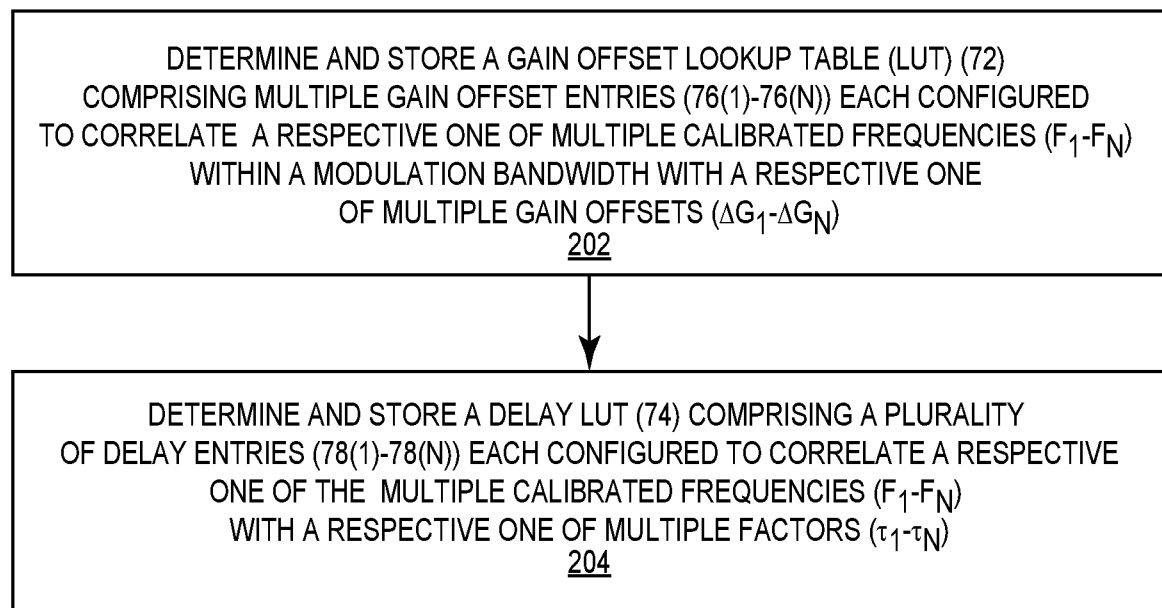 DETERMINE AND STORE A GAIN OFFSET LOOKUP TABLE (LUT) (72)
COMPRISING MULTIPLE GAIN OFFSET ENTRIES (76(1)-76(N)) EACH CONFIGURED
TO CORRELATE A RESPECTIVE ONE OF MULTIPLE CALIBRATED FREQUENCIES (F1-FN)
WITHIN A MODULATION BANDWIDTH WITH A RESPECTIVE ONE
OF MULTIPLE GAIN OFFSETS (ΔG1-ΔGN)
202
DETERMINE AND STORE A DELAY LUT (74) COMPRISING A PLURALITY
OF DELAY ENTRIES (78(1)-78(N)) EACH CONFIGURED TO CORRELATE A RESPECTIVE
ONE OF THE MULTIPLE CALIBRATED FREQUENCIES (F1-FN)
WITH A RESPECTIVE ONE OF MULTIPLE FACTORS (τ1-τN)
204